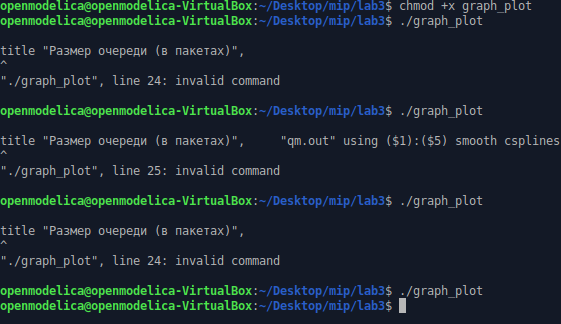 openmodelica@openmodelica-VirtualBox:~/Desktop/mip/lab3$ chmod +x graph_plot
openmodelica@openmodelica-VirtualBox:~/Desktop/mip/lab3$ ./graph_plot
title "Размер очереди (в пакетах)",
^
"./graph_plot", line 24: invalid command
openmodelica@openmodelica-VirtualBox:~/Desktop/mip/lab3$ ./graph_plot
title "Размер очереди (в пакетах)",     "qm.out" using ($1):($5) smooth csplines
^
"./graph_plot", line 25: invalid command
openmodelica@openmodelica-VirtualBox:~/Desktop/mip/lab3$ ./graph_plot
title "Размер очереди (в пакетах)",
^
"./graph_plot", line 24: invalid command
openmodelica@openmodelica-VirtualBox:~/Desktop/mip/lab3$ ./graph_plot
openmodelica@openmodelica-VirtualBox:~/Desktop/mip/lab3$